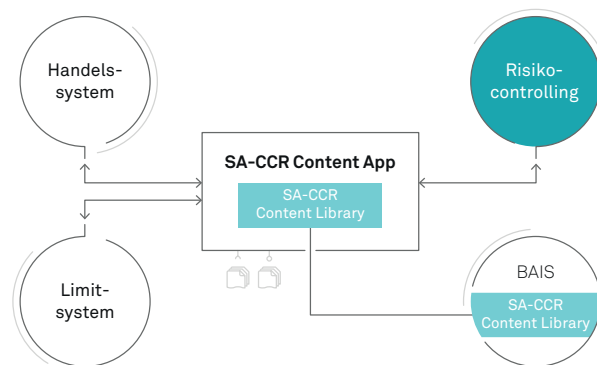 Handels-
system
Risiko-
controlling
SA-CCR Content App
SA-CCR
Content Library
Limit-
system
BAIS
SA-CCR
Content Library